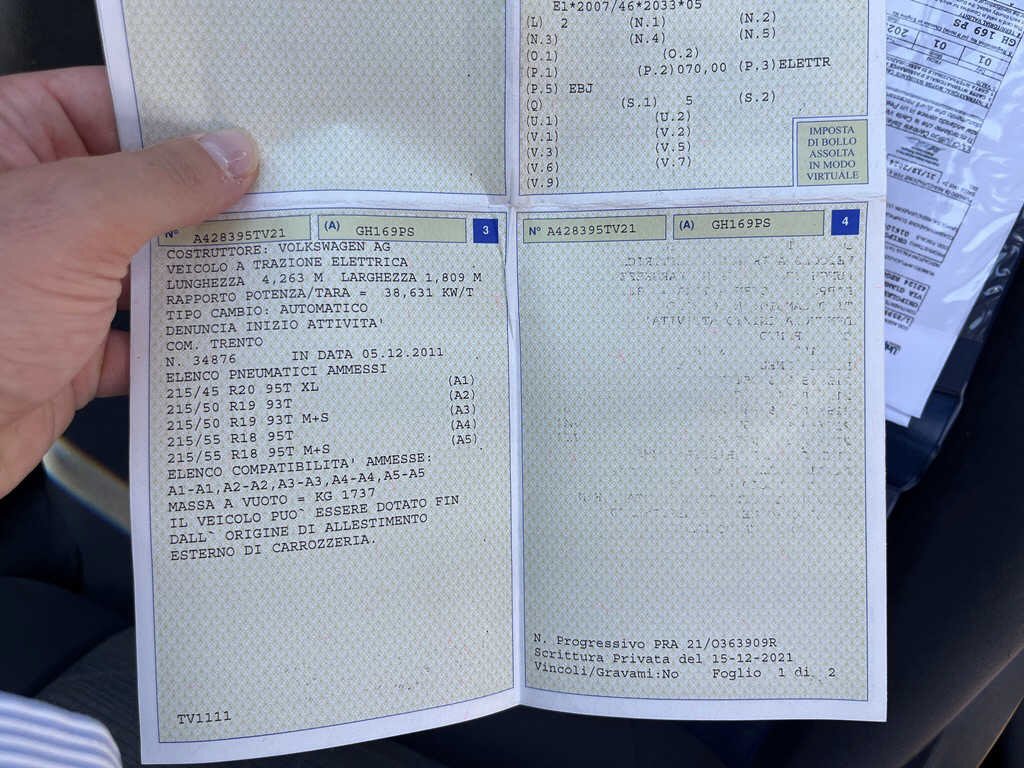 E1*2007/46*2033*05
(L) 2 (N.1) (N.2)
(N.3) (N.4) (N.5)
(O.1) (O.2)
(P.1) (P.2)070,00 (P.3)ELETTR
(P.5) EBJ
(Q) (S.1) 5 (S.2)
(U.1) (U.2)
(V.1) (V.2)
(V.3) (V.5)
(V.6) (V.7)
(V.9)
IMPOSTA
DI BOLLO
ASSOLTA
IN MODO
VIRTUALE
N° A428395TV21 (A) GH169PS 3
COSTRUTTORE: VOLKSWAGEN AG
VEICOLO A TRAZIONE ELETTRICA
LUNGHEZZA 4,263 M LARGHEZZA 1,809 M
RAPPORTO POTENZA/TARA = 38,631 KW/T
TIPO CAMBIO: AUTOMATICO
DENUNCIA INIZIO ATTIVITA'
COM. TRENTO
N. 34876 IN DATA 05.12.2011
ELENCO PNEUMATICI AMMESSI
215/45 R20 95T XL (A1)
215/50 R19 93T (A2)
215/50 R19 93T M+S (A3)
215/55 R18 95T (A4)
215/55 R18 95T M+S (A5)
ELENCO COMPATIBILITA' AMMESSE:
A1-A1,A2-A2,A3-A3,A4-A4,A5-A5
MASSA A VUOTO = KG 1737
IL VEICOLO PUO` ESSERE DOTATO FIN
DALL` ORIGINE DI ALLESTIMENTO
ESTERNO DI CARROZZERIA.
TV1111
N° A428395TV21 (A) GH169PS 4
N. Progressivo PRA 21/O363909R
Scrittura Privata del 15-12-2021
Vincoli/Gravami:No Foglio 1 di 2
GH 169 PS
01
01